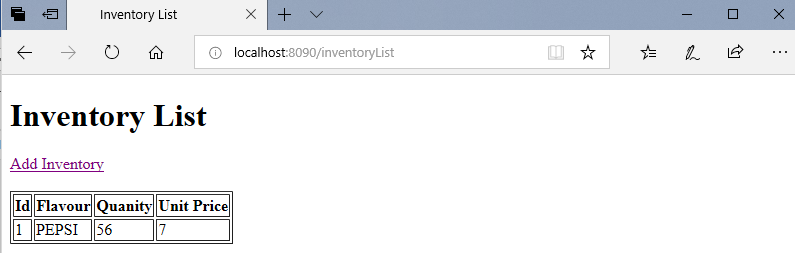 Inventory List
localhost:8090/inventoryList
Inventory List
Add Inventory
Id Flavour Quanity Unit Price
1 PEPSI 56 7